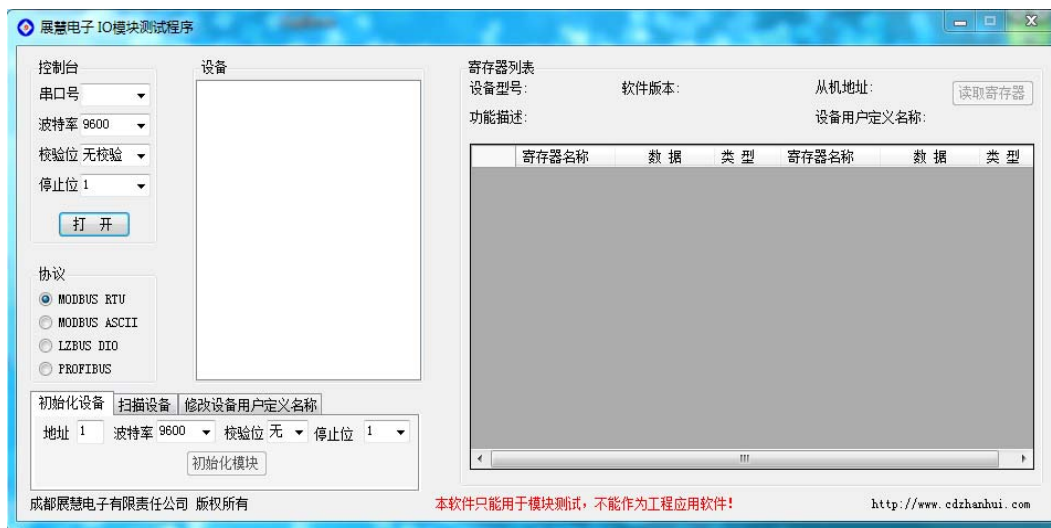 展慧电子 IO模块测试程序
控制台
串口号
波特率 9600
校验位 无校验
停止位 1
打 开
设备
协议
MODBUS RTU
MODBUS ASCII
LZBUS DIO
PROFIBUS
初始化设备 扫描设备 修改设备用户定义名称
地址 1 波特率 9600 校验位 无 停止位 1
初始化模块
寄存器列表
设备型号: 软件版本: 从机地址: 读取寄存器
功能描述: 设备用户定义名称:
寄存器名称 数 据 类 型 寄存器名称 数 据 类 型
成都展慧电子有限责任公司 版权所有 本软件只能用于模块测试，不能作为工程应用软件! http://www.cdzhanhui.com